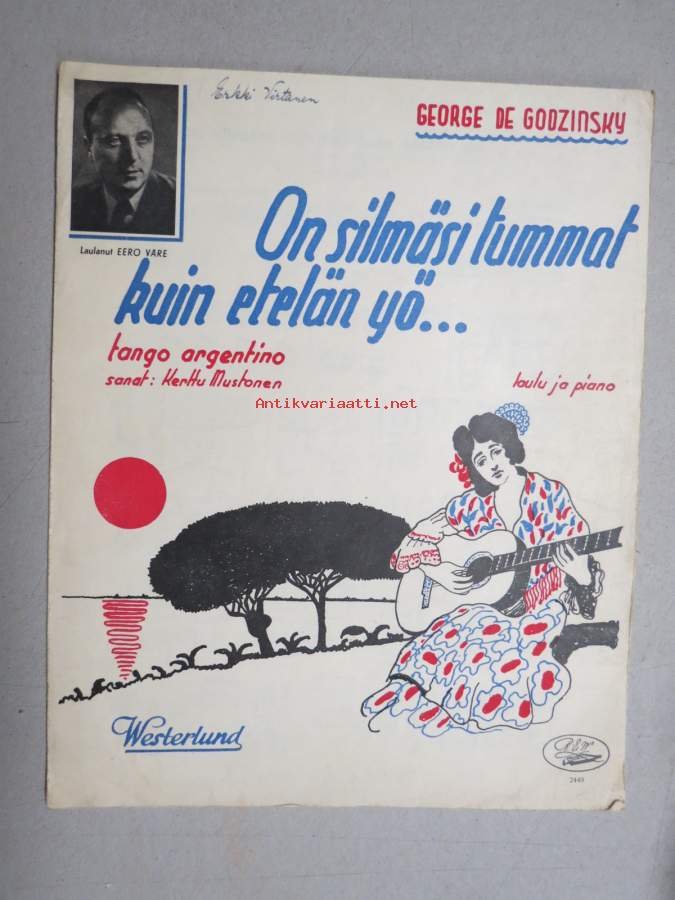 Erkki Virtanen
GEORGE DE GODZINSKY
Laulanut EERO VÄRE
On silmäsi tummat
kuin etelän yö...
tango argentino
sanat: Kerttu Mustonen
laulu ja piano
Antikvariaatti.net
Westerlund
2449